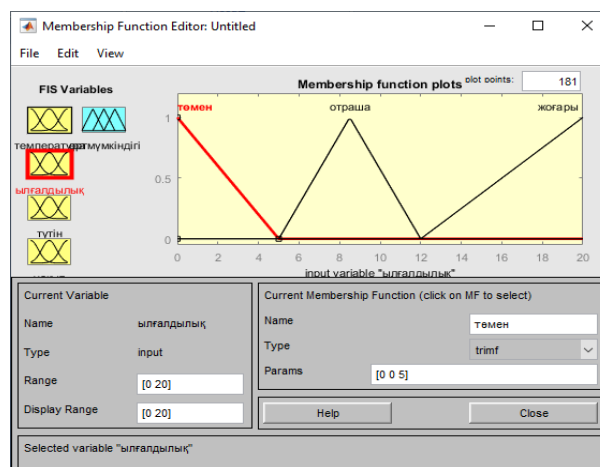 Membership Function Editor: Untitled
File Edit View
FIS Variables
температура
ылғалдылық
түтін
Membership function plots
plot points:
181
төмен
отраша
жоғары
1
0.5
0
0 2 4 6 8 10 12 14 16 18 20
input variable "ылғалдылық"
Current Variable
Name ылғалдылық
Type input
Range [0 20]
Display Range [0 20]
Current Membership Function (click on MF to select)
Name төмен
Type trimf
Params [0 0 5]
Help Close
Selected variable "ылғалдылық"